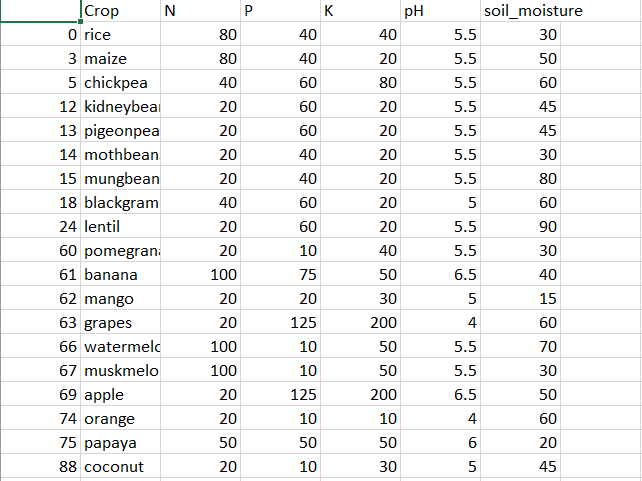 Crop N P K pH soil_moisture
0 rice 80 40 40 5.5 30
3 maize 80 40 20 5.5 50
5 chickpea 40 60 80 5.5 60
12 kidneybea 20 60 20 5.5 45
13 pigeonpea 20 60 20 5.5 45
14 mothbean 20 40 20 5.5 30
15 mungbean 20 40 20 5.5 80
18 blackgram 40 60 20 5 60
24 lentil 20 60 20 5.5 90
60 pomegrana 20 10 40 5.5 30
61 banana 100 75 50 6.5 40
62 mango 20 20 30 5 15
63 grapes 20 125 200 4 60
66 watermelo 100 10 50 5.5 70
67 muskmelo 100 10 50 5.5 30
69 apple 20 125 200 6.5 50
74 orange 20 10 10 4 60
75 papaya 50 50 50 6 20
88 coconut 20 10 30 5 45